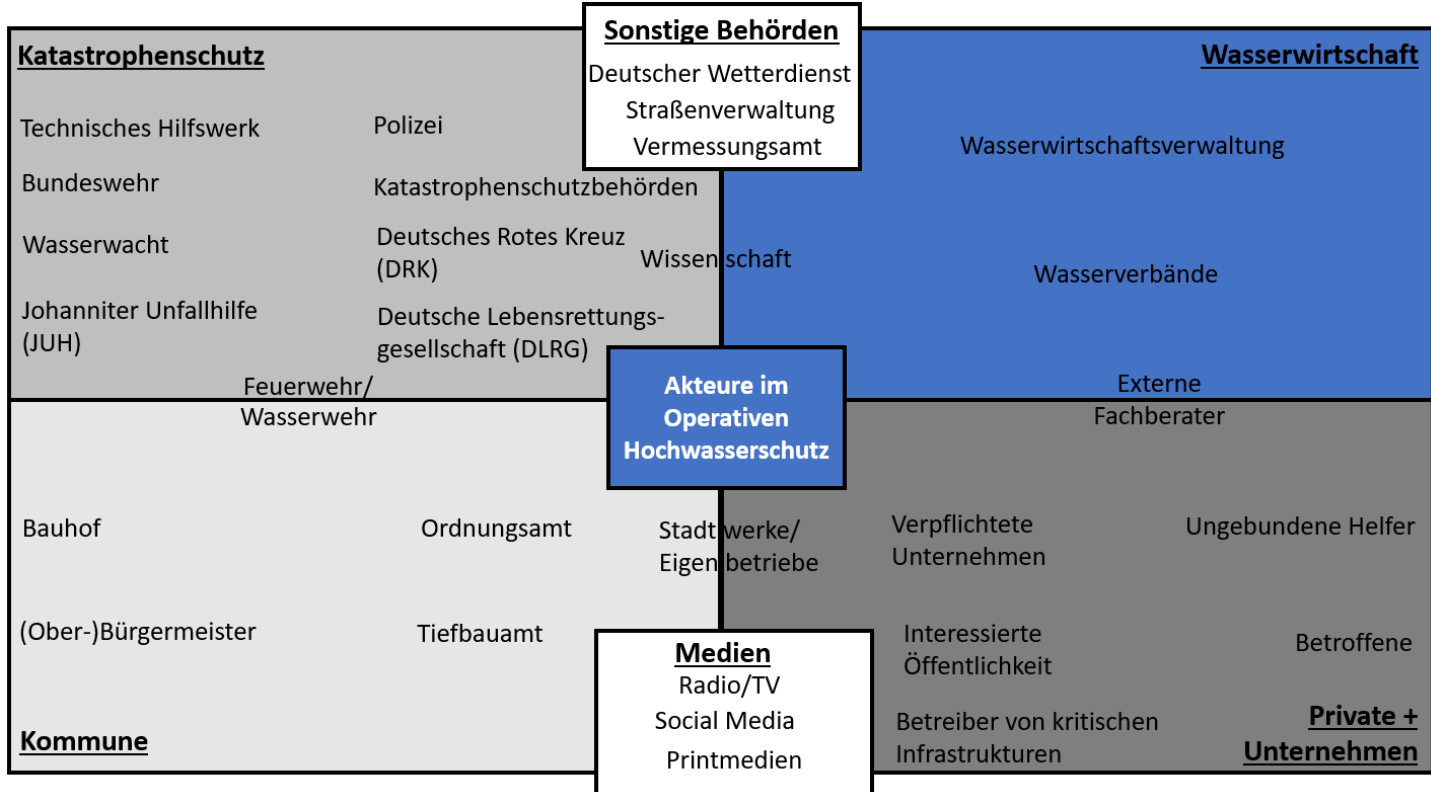 Sonstige Behörden
Deutscher Wetterdienst
Straßenverwaltung
Vermessungsamt
Katastrophenschutz
Technisches Hilfswerk
Polizei
Bundeswehr
Katastrophenschutzbehörden
Wasserwacht
Deutsches Rotes Kreuz
(DRK)
Johanniter Unfallhilfe
(JUH)
Deutsche Lebensrettungs-
gesellschaft (DLRG)
Wissenschaft
Wasserwirtschaft
Wasserwirtschaftsverwaltung
Wasserverbände
Feuerwehr/
Wasserwehr
Akteure im
Operativen
Hochwasserschutz
Externe
Fachberater
Bauhof
Ordnungsamt
(Ober-)Bürgermeister
Tiefbauamt
Kommune
Stadtwerke/
Eigenbetriebe
Verpflichtete
Unternehmen
Ungebundene Helfer
Interessierte
Öffentlichkeit
Betroffene
Betreiber von kritischen
Infrastrukturen
Private +
Unternehmen
Medien
Radio/TV
Social Media
Printmedien